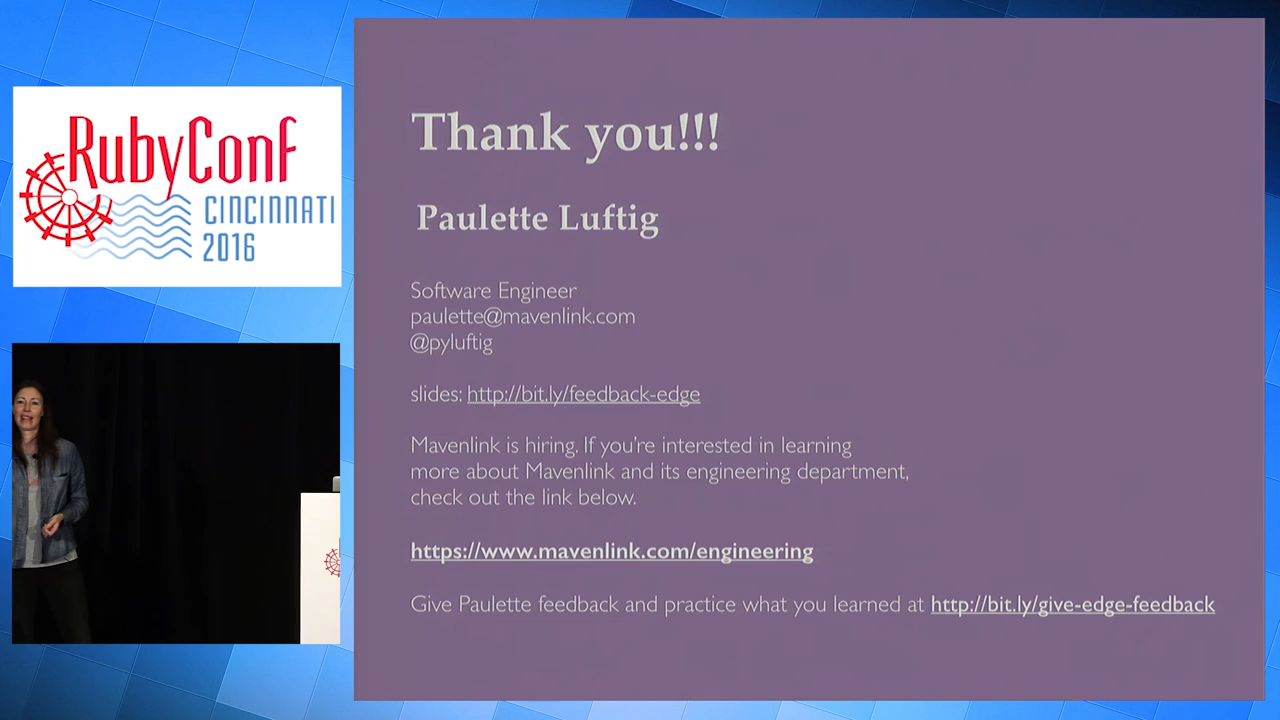 RubyConf
CINCINNATI
2016
Thank you!!!
Paulette Luftig
Software Engineer
paulette@mavenlink.com
@pyluftig
slides: http://bit.ly/feedback-edge
Mavenlink is hiring. If you're interested in learning
more about Mavenlink and its engineering department,
check out the link below.
https://www.mavenlink.com/engineering
Give Paulette feedback and practice what you learned at http://bit.ly/give-edge-feedback